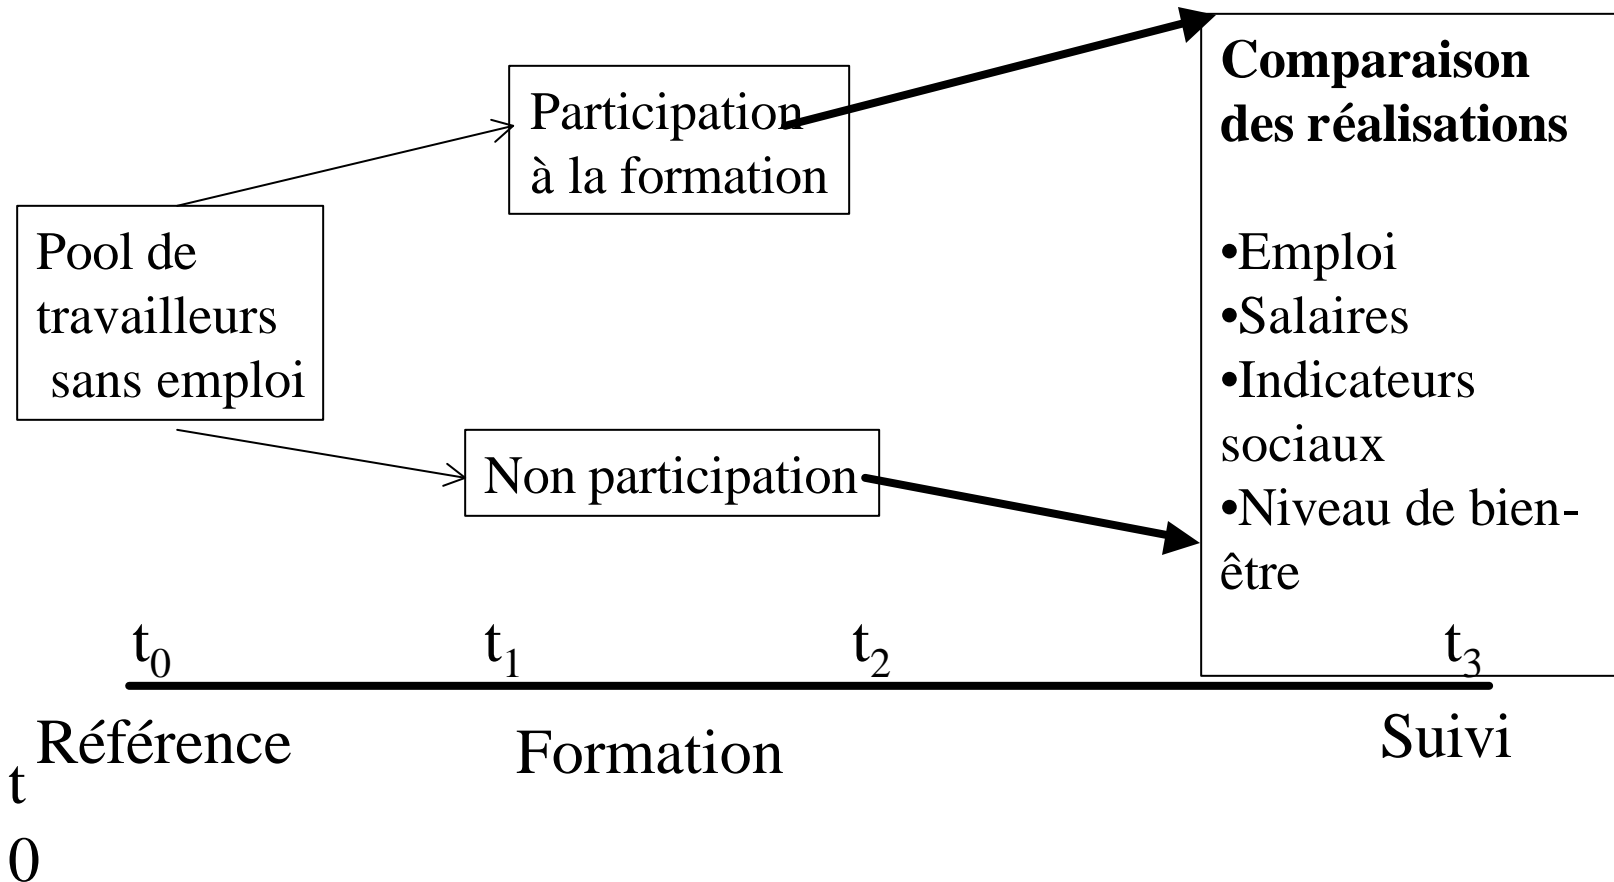 Comparaison
des réalisations
Participation
à la formation
Pool de
travailleurs
sans emploi
•Emploi
•Salaires
•Indicateurs
sociaux
•Niveau de bien-
être
Non participation
t0 t1 t2 t3
Référence Formation Suivi
t
0